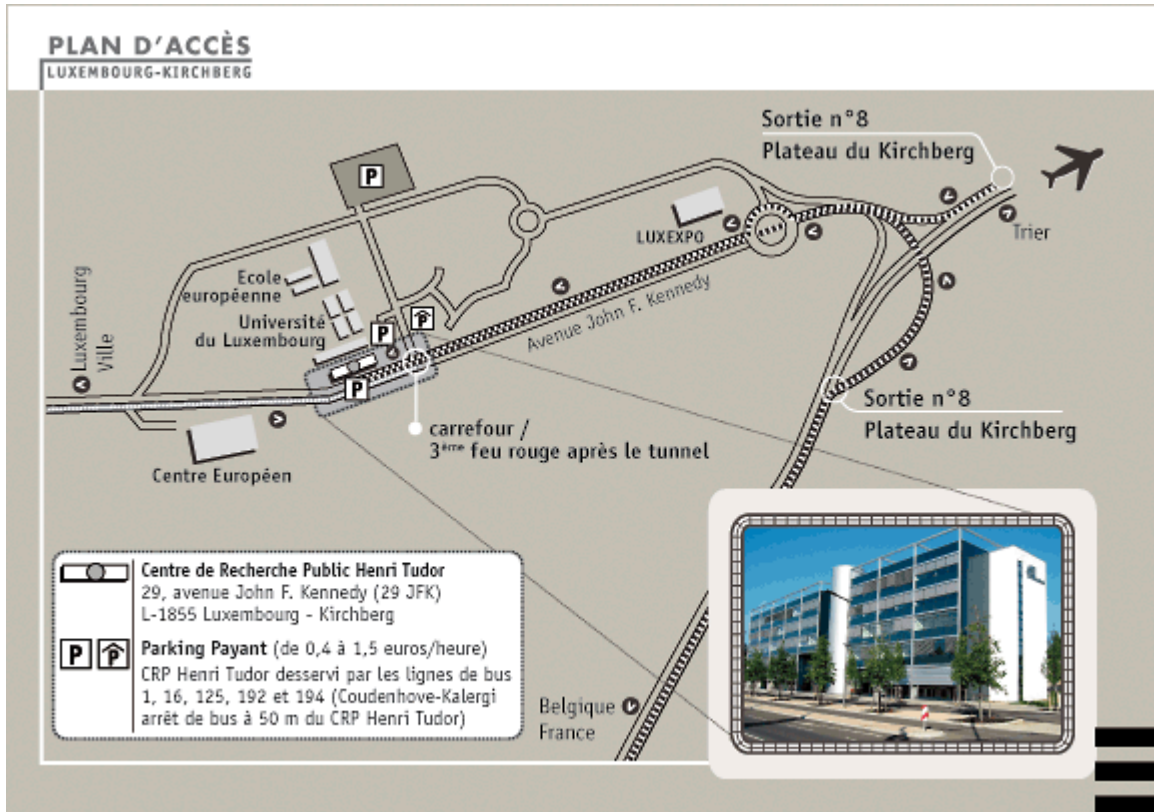 PLAN D'ACCÈS
LUXEMBOURG-KIRCHBERG
Sortie n°8
Plateau du Kirchberg
P
LUXEXPO
Trier
Ecole
européenne
Université
du Luxembourg
P
P
P
Avenue John F. Kennedy
Luxembourg
Ville
Sortie n°8
Plateau du Kirchberg
carrefour /
3ème feu rouge après le tunnel
Centre Européen
Centre de Recherche Public Henri Tudor
29, avenue John F. Kennedy (29 JFK)
L-1855 Luxembourg - Kirchberg
P P Parking Payant (de 0,4 à 1,5 euros/heure)
CRP Henri Tudor desservi par les lignes de bus
1, 16, 125, 192 et 194 (Coudenhove-Kalergi
arrêt de bus à 50 m du CRP Henri Tudor)
Belgique
France